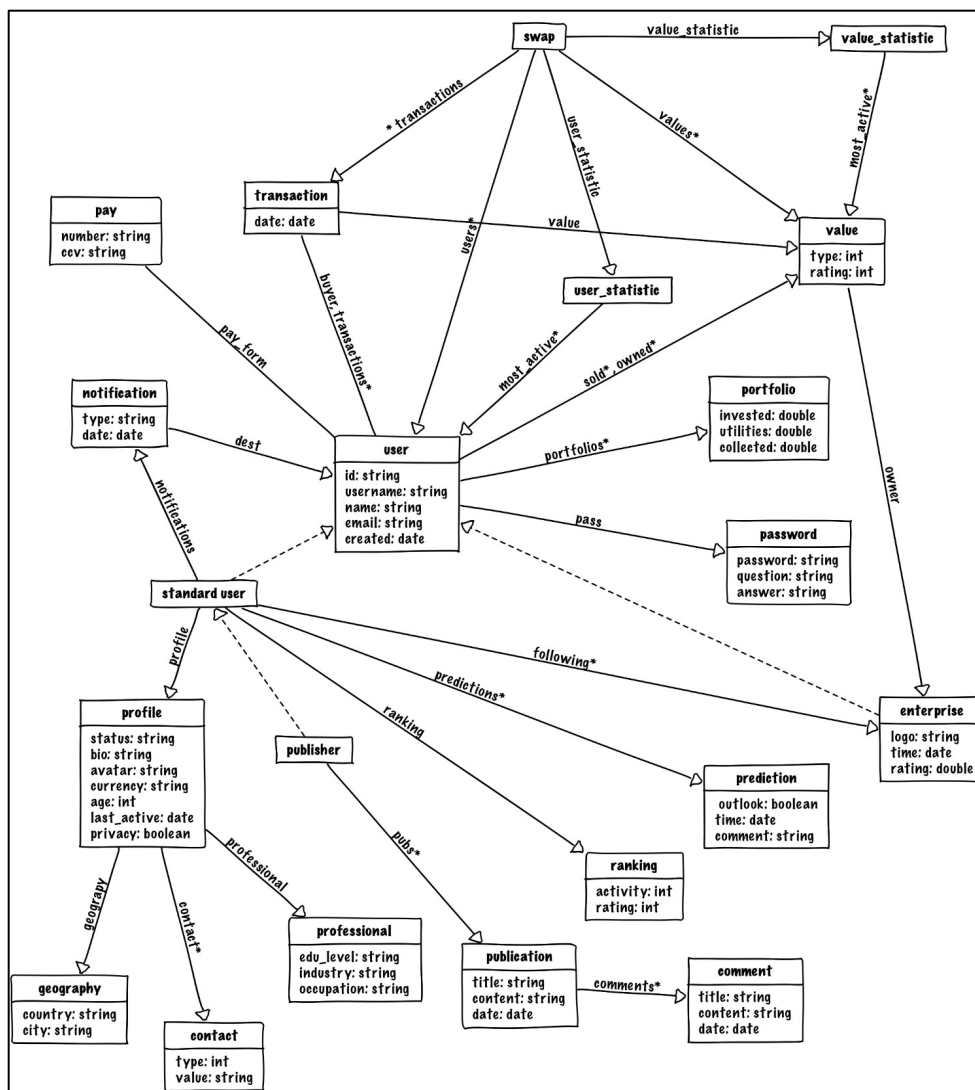 swap
value_statistic
value_statistic
* transactions
user_statistic
values*
most_active*
transaction
date: date
users*
value
pay
number: string
ccv: string
value
type: int
rating: int
user_statistic
buyer, transactions*
pay_form
most_active*
sold*, owned*
notification
type: string
date: date
portfolio
invested: double
utilities: double
collected: double
dest
user
id: string
username: string
name: string
email: string
created: date
portfolios*
owner
notifications
pass
password
password: string
question: string
answer: string
standard user
profile
following*
predictions*
ranking
profile
status: string
bio: string
avatar: string
currency: string
age: int
last_active: date
privacy: boolean
publisher
enterprise
logo: string
time: date
rating: double
prediction
outlook: boolean
time: date
comment: string
pubs*
professional
ranking
activity: int
rating: int
geograpy
contact*
professional
edu_level: string
industry: string
occupation: string
publication
title: string
content: string
date: date
comments*
comment
title: string
content: string
date: date
geography
country: string
city: string
contact
type: int
value: string